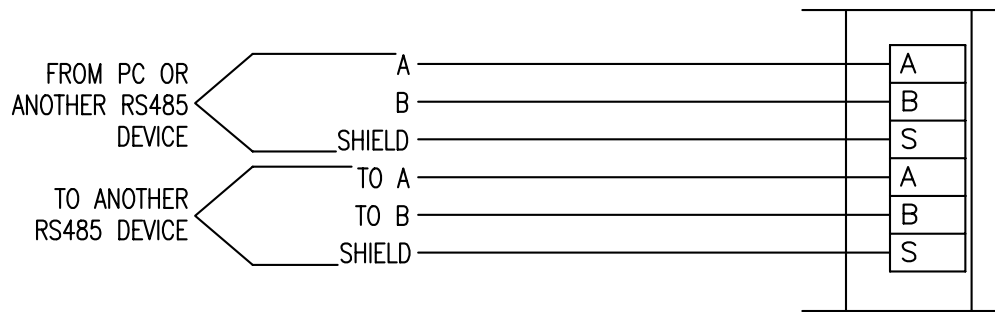 FROM PC OR
ANOTHER RS485
DEVICE
A
B
SHIELD
TO ANOTHER
RS485 DEVICE
TO A
TO B
SHIELD
A
B
S
A
B
S